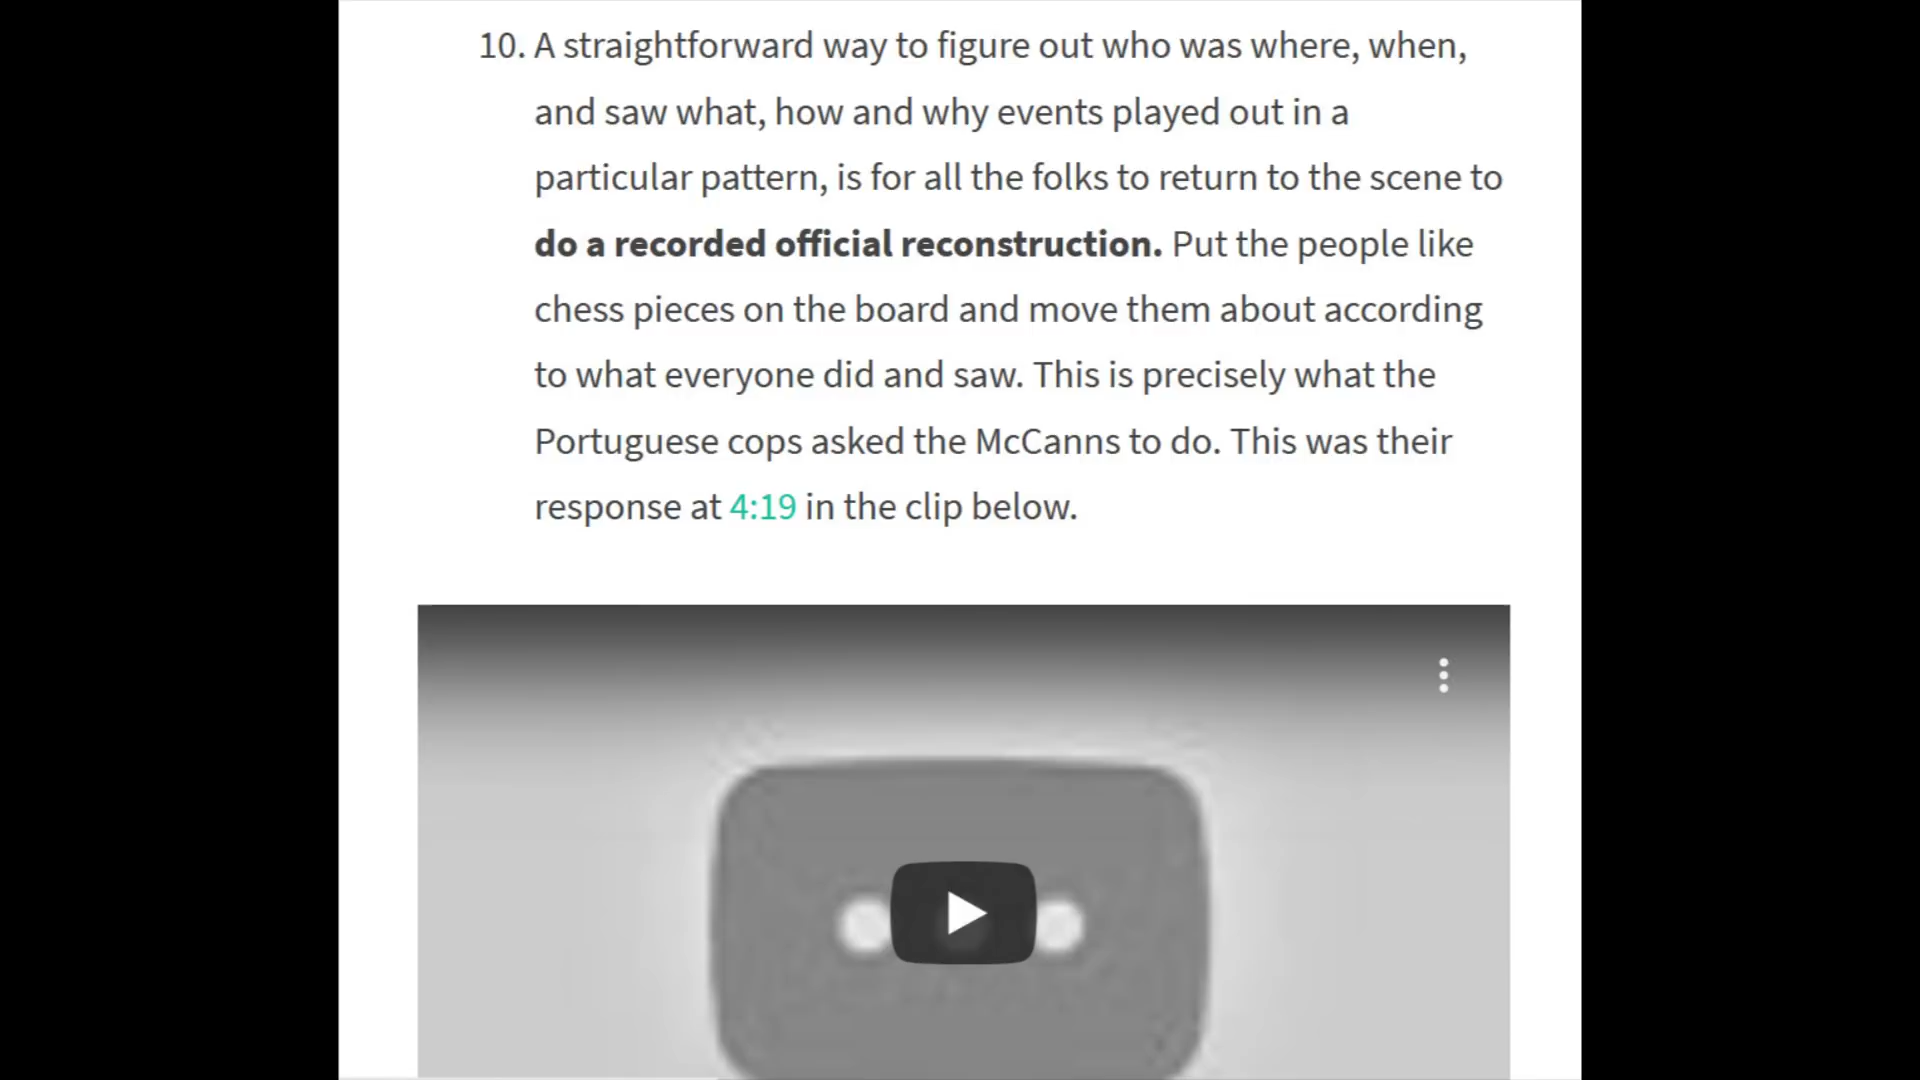 10. A straightforward way to figure out who was where, when,
and saw what, how and why events played out in a
particular pattern, is for all the folks to return to the scene to
do a recorded official reconstruction. Put the people like
chess pieces on the board and move them about according
to what everyone did and saw. This is precisely what the
Portuguese cops asked the McCanns to do. This was their
response at 4:19 in the clip below.